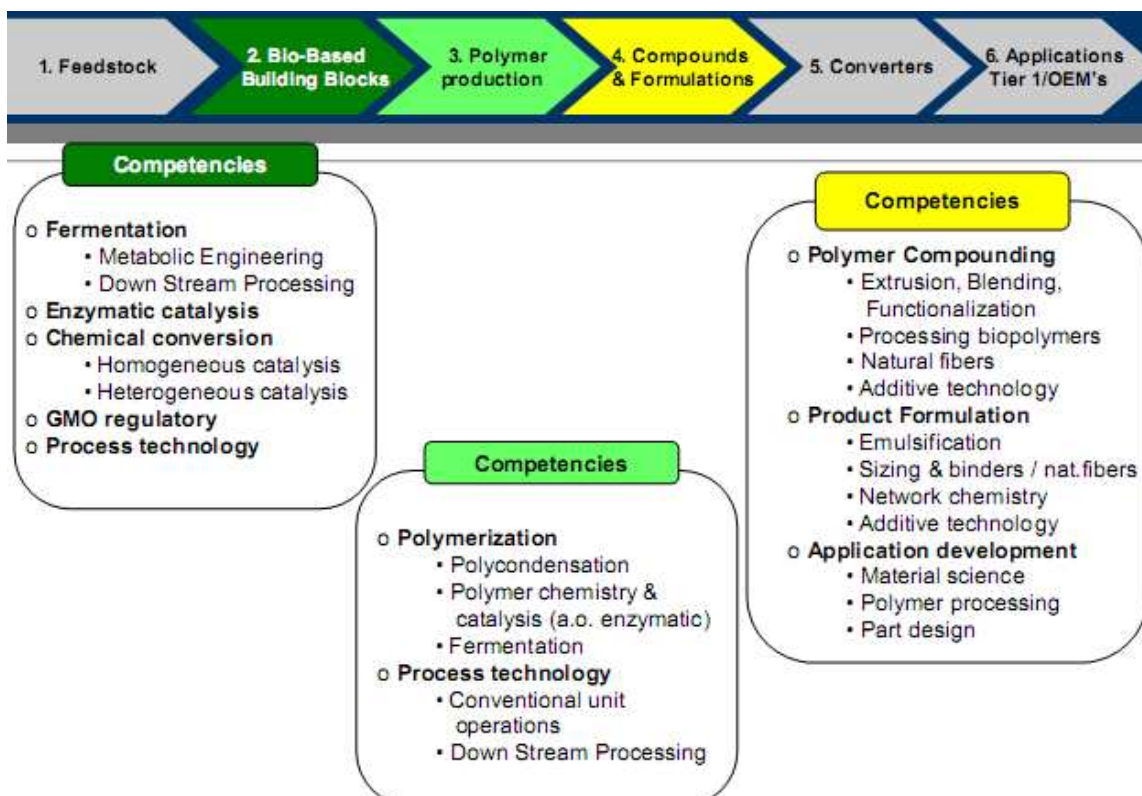 1. Feedstock
2. Bio-Based
Building Blocks
3. Polymer
production
4. Compounds
& Formulations
5. Converters
6. Applications
Tier 1/OEM's
Competencies
o Fermentation
• Metabolic Engineering
• Down Stream Processing
o Enzymatic catalysis
o Chemical conversion
• Homogeneous catalysis
• Heterogeneous catalysis
o GMO regulatory
o Process technology
Competencies
o Polymerization
• Polycondensation
• Polymer chemistry &
catalysis (a.o. enzymatic)
• Fermentation
o Process technology
• Conventional unit
operations
• Down Stream Processing
Competencies
o Polymer Compounding
• Extrusion, Blending,
Functionalization
• Processing biopolymers
• Natural fibers
• Additive technology
o Product Formulation
• Emulsification
• Sizing & binders / nat.fibers
• Network chemistry
• Additive technology
o Application development
• Material science
• Polymer processing
• Part design